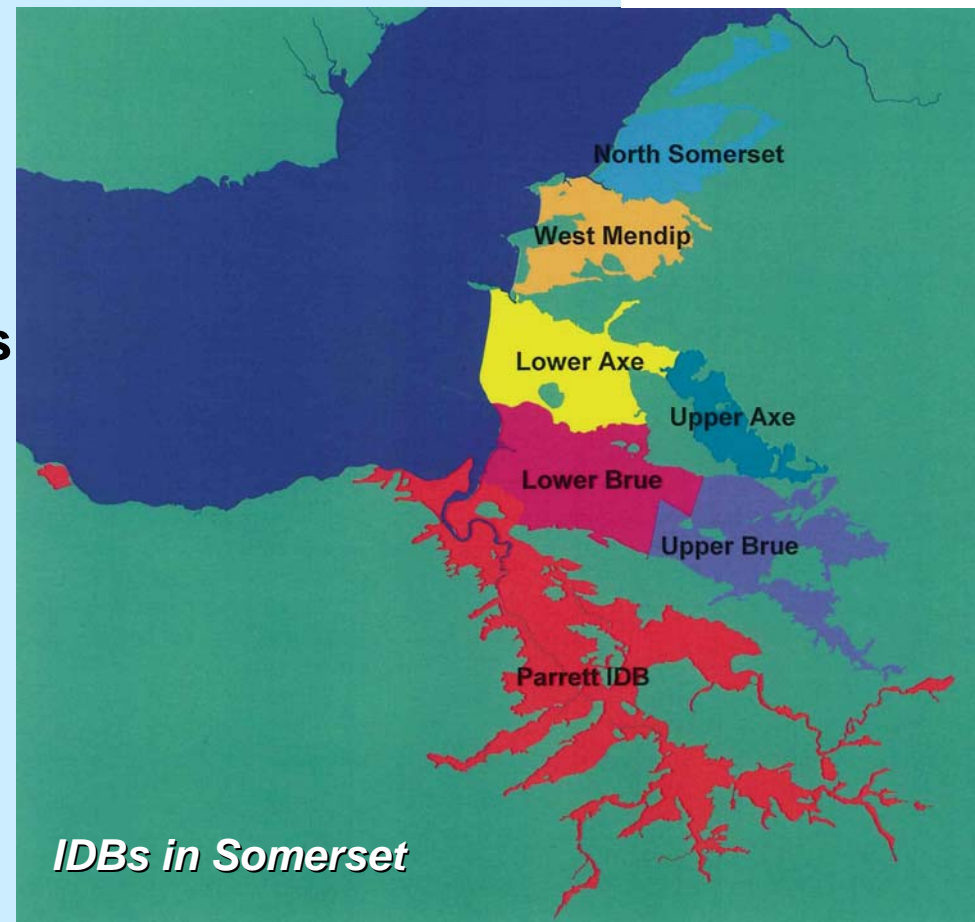 North Somerset
West Mendip
s
Lower Axe
Upper Axe
Lower Brue
Upper Brue
Parrett IDB
IDBs in Somerset